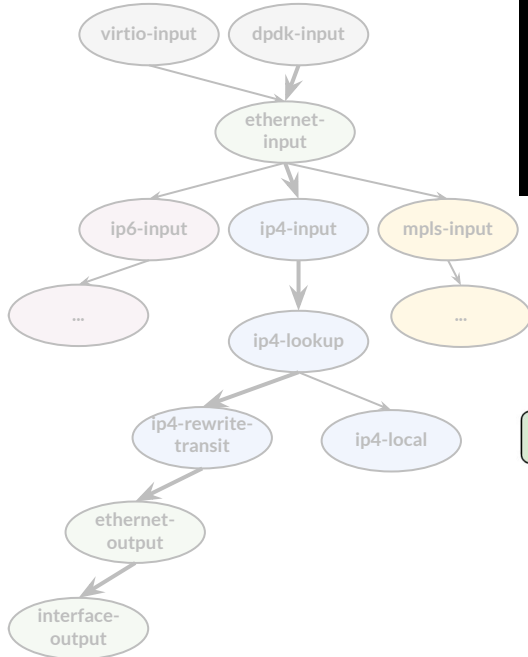 virtio-input
dpdk-input
ethernet-
input
ip6-input
ip4-input
mpls-input
...
...
ip4-lookup
ip4-rewrite-
transit
ip4-local
ethernet-
output
interface-
output